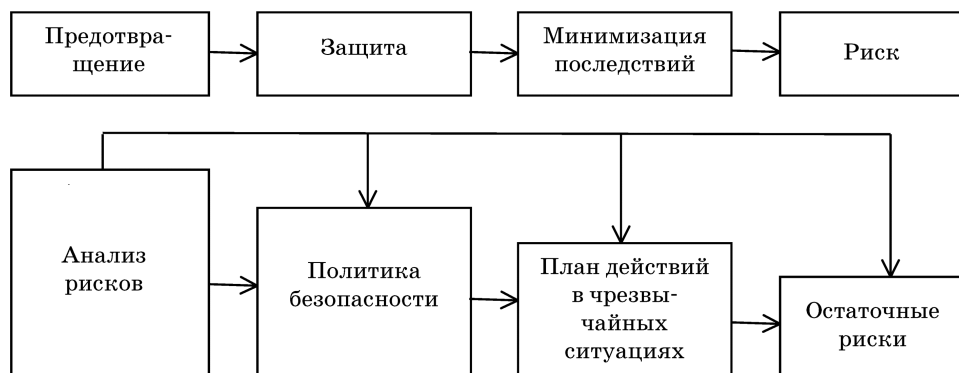 Предотвра-
щение
Защита
Минимизация
последствий
Риск
Анализ
рисков
Политика
безопасности
План действий
в чрезвы-
чайных
ситуациях
Остаточные
риски